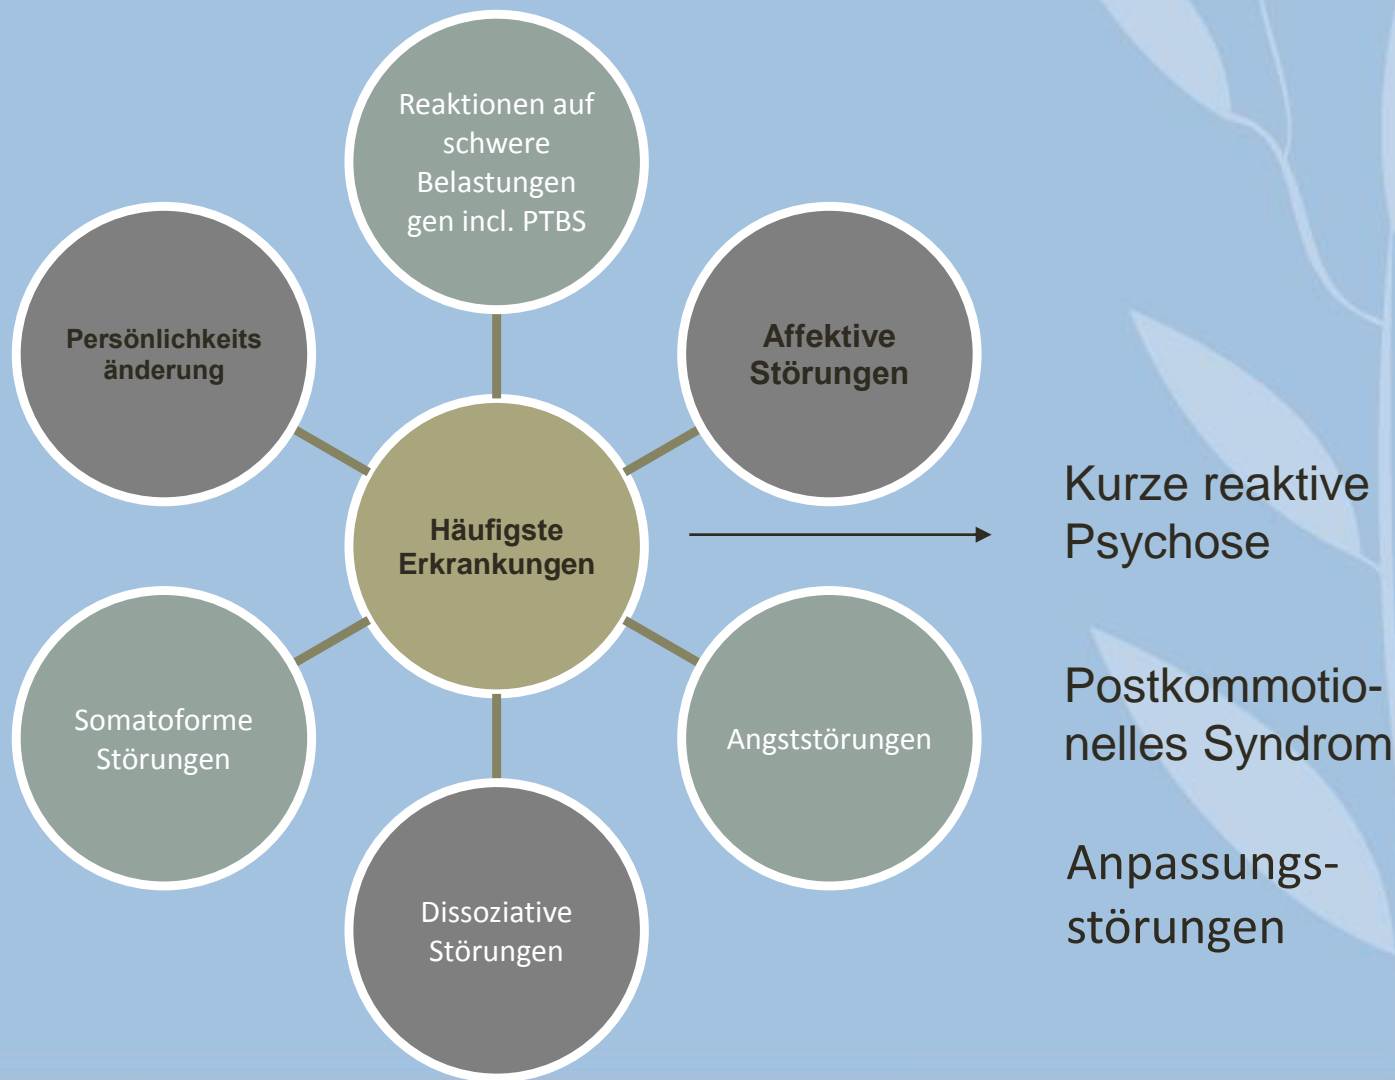 Reaktionen auf
schwere
Belastungen
gen incl. PTBS
Persönlichkeits
änderung
Affektive
Störungen
Häufigste
Erkrankungen
Kurze reaktive
Psychose
Postkommotio-
nelles Syndrom
Somatoforme
Störungen
Angststörungen
Anpassungs-
störungen
Dissoziative
Störungen